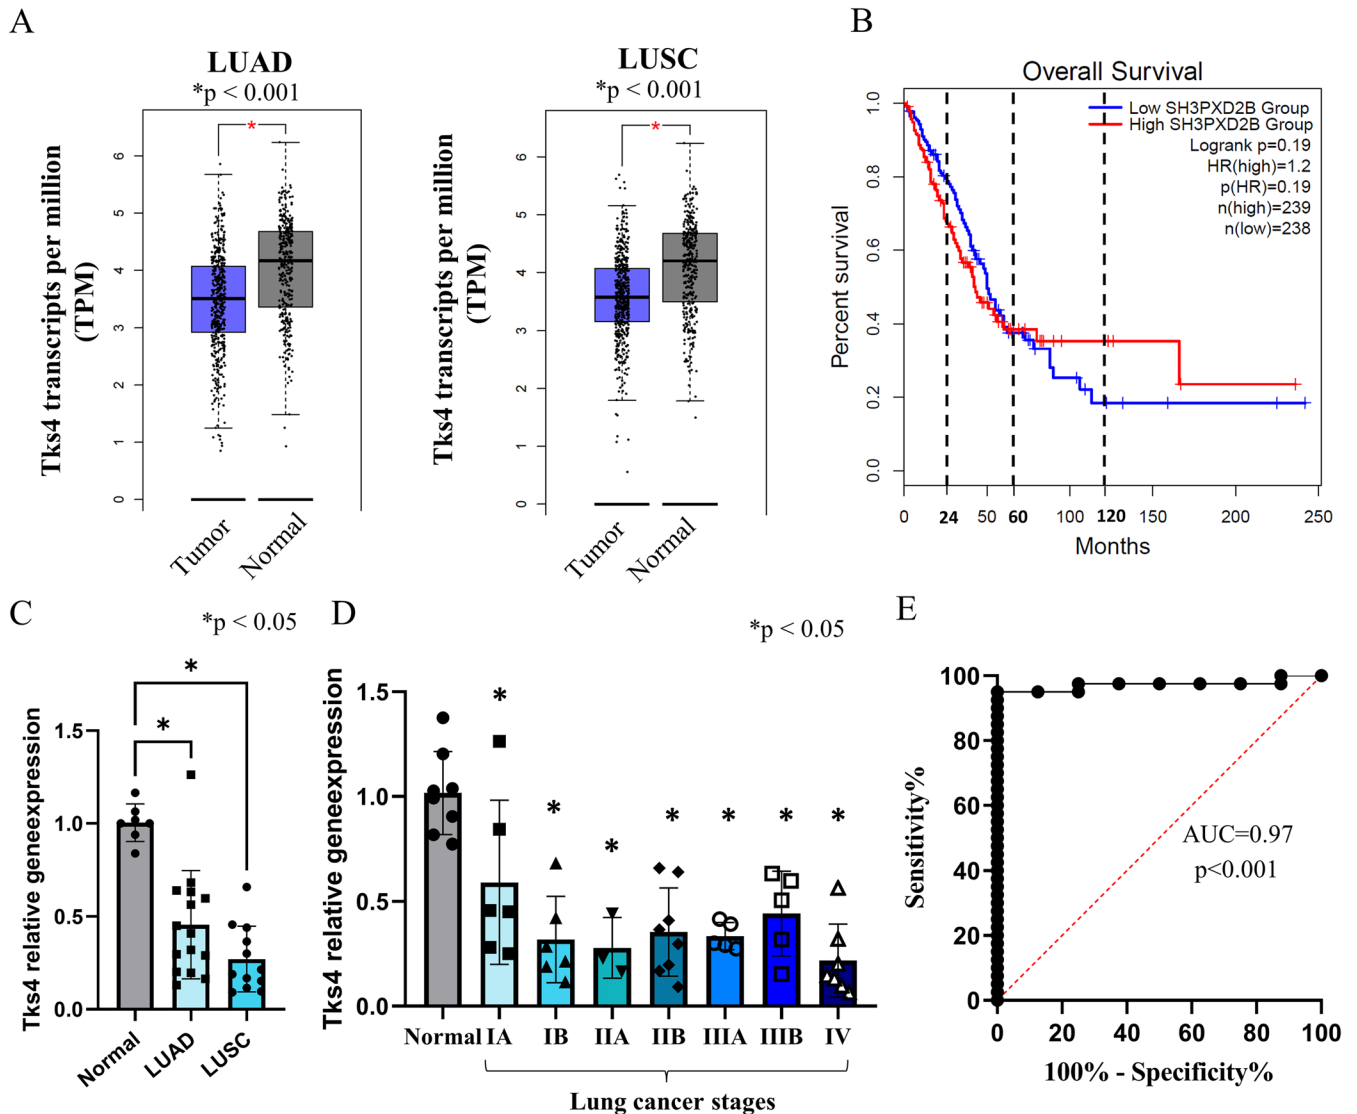 A
LUAD
*p < 0.001
*
Tks4 transcripts per million
(TPM)
6
5
4
3
2
1
0
Tumor
Normal
LUSC
*p < 0.001
*
Tks4 transcripts per million
(TPM)
6
5
4
3
2
1
0
Tumor
Normal
B
Overall Survival
Low SH3PXD2B Group
High SH3PXD2B Group
Logrank p=0.19
HR(high)=1.2
p(HR)=0.19
n(high)=239
n(low)=238
Percent survival
1.0
0.8
0.6
0.4
0.2
0.0
0 24 50 60 100 120 150 200 250
Months
C
*p < 0.05
*
*
Tks4 relative geneexpression
1.5
1.0
0.5
0.0
Normal
LUAD
LUSC
D
*p < 0.05
* * * * * * *
Tks4 relative geneexpression
1.5
1.0
0.5
0.0
Normal IA IB IIA IIB IIIA IIIB IV
Lung cancer stages
E
Sensitivity%
100
80
60
40
20
0
AUC=0.97
p<0.001
0 20 40 60 80 100
100% - Specificity%